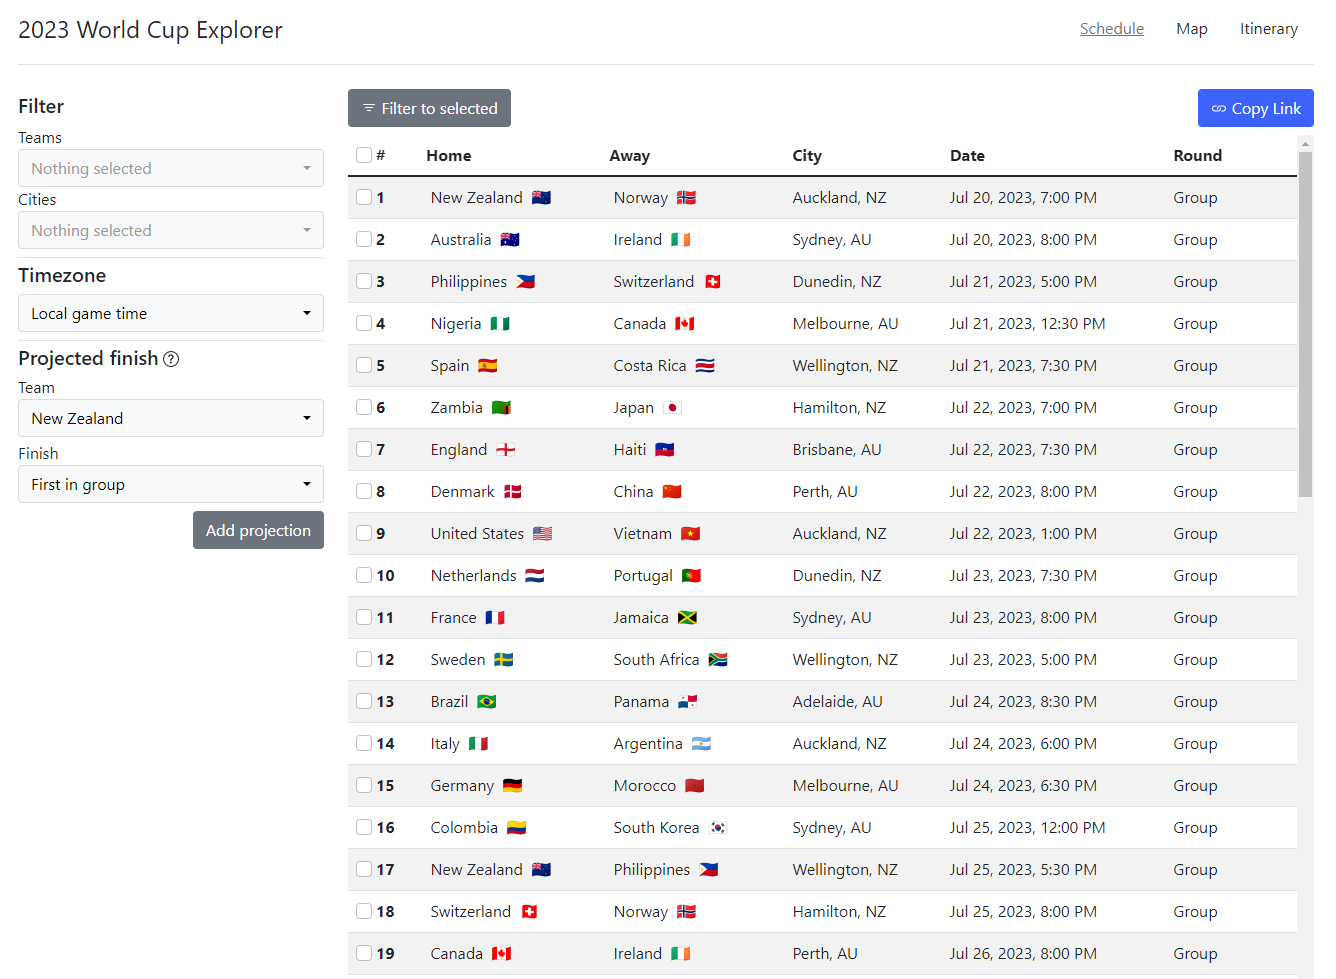 2023 World Cup Explorer
Schedule Map Itinerary
Filter
Teams
Nothing selected
Cities
Nothing selected
Timezone
Local game time
Projected finish ?
Team
New Zealand
Finish
First in group
Add projection
Filter to selected
Copy Link
# Home Away City Date Round
1 New Zealand Norway Auckland, NZ Jul 20, 2023, 7:00 PM Group
2 Australia Ireland Sydney, AU Jul 20, 2023, 8:00 PM Group
3 Philippines Switzerland Dunedin, NZ Jul 21, 2023, 5:00 PM Group
4 Nigeria Canada Melbourne, AU Jul 21, 2023, 12:30 PM Group
5 Spain Costa Rica Wellington, NZ Jul 21, 2023, 7:30 PM Group
6 Zambia Japan Hamilton, NZ Jul 22, 2023, 7:00 PM Group
7 England Haiti Brisbane, AU Jul 22, 2023, 7:30 PM Group
8 Denmark China Perth, AU Jul 22, 2023, 8:00 PM Group
9 United States Vietnam Auckland, NZ Jul 22, 2023, 1:00 PM Group
10 Netherlands Portugal Dunedin, NZ Jul 23, 2023, 7:30 PM Group
11 France Jamaica Sydney, AU Jul 23, 2023, 8:00 PM Group
12 Sweden South Africa Wellington, NZ Jul 23, 2023, 5:00 PM Group
13 Brazil Panama Adelaide, AU Jul 24, 2023, 8:30 PM Group
14 Italy Argentina Auckland, NZ Jul 24, 2023, 6:00 PM Group
15 Germany Morocco Melbourne, AU Jul 24, 2023, 6:30 PM Group
16 Colombia South Korea Sydney, AU Jul 25, 2023, 12:00 PM Group
17 New Zealand Philippines Wellington, NZ Jul 25, 2023, 5:30 PM Group
18 Switzerland Norway Hamilton, NZ Jul 25, 2023, 8:00 PM Group
19 Canada Ireland Perth, AU Jul 26, 2023, 8:00 PM Group